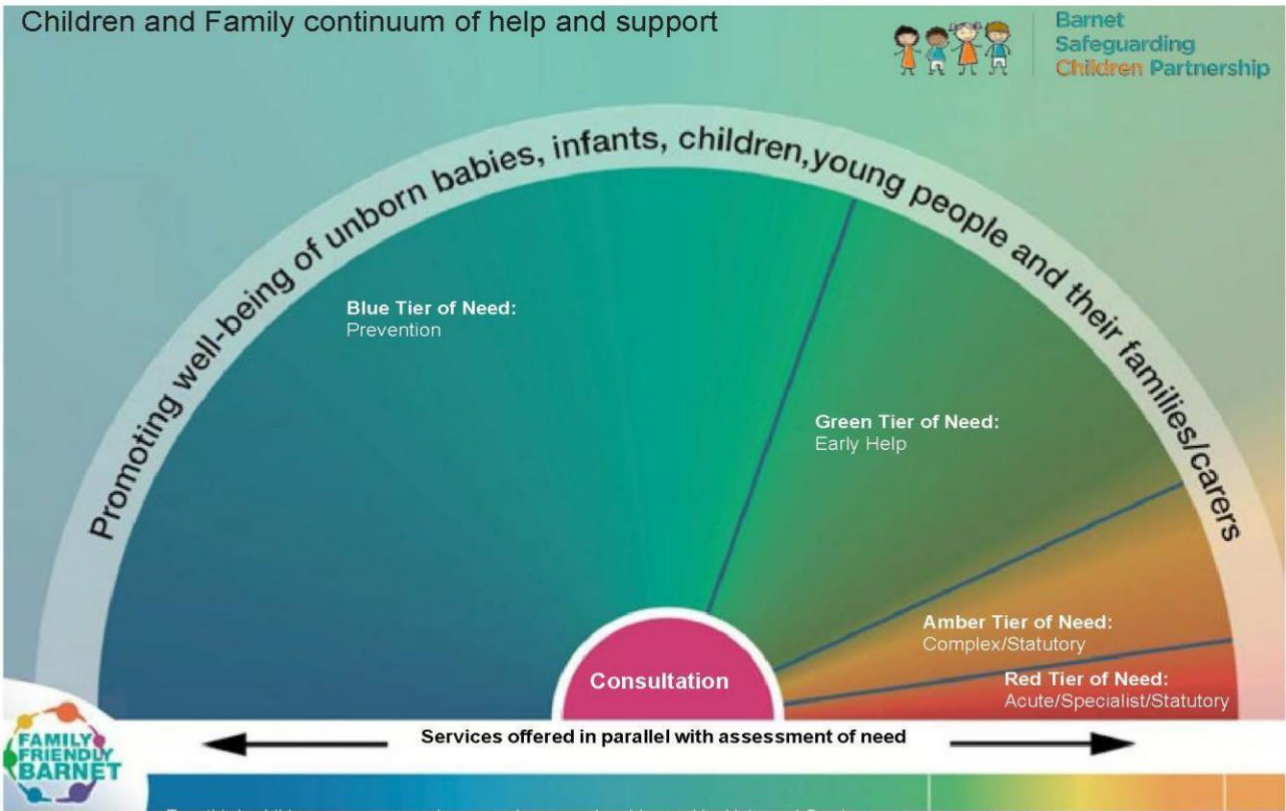 Children and Family continuum of help and support
Barnet
Safeguarding
Children Partnership
Promoting well-being of unborn babies, infants, children,young people and their families/carers
Blue Tier of Need:
Prevention
Green Tier of Need:
Early Help
Amber Tier of Need:
Complex/Statutory
Red Tier of Need:
Acute/Specialist/Statutory
Consultation
Services offered in parallel with assessment of need
FAMILY
FRIENDLY
BARNET